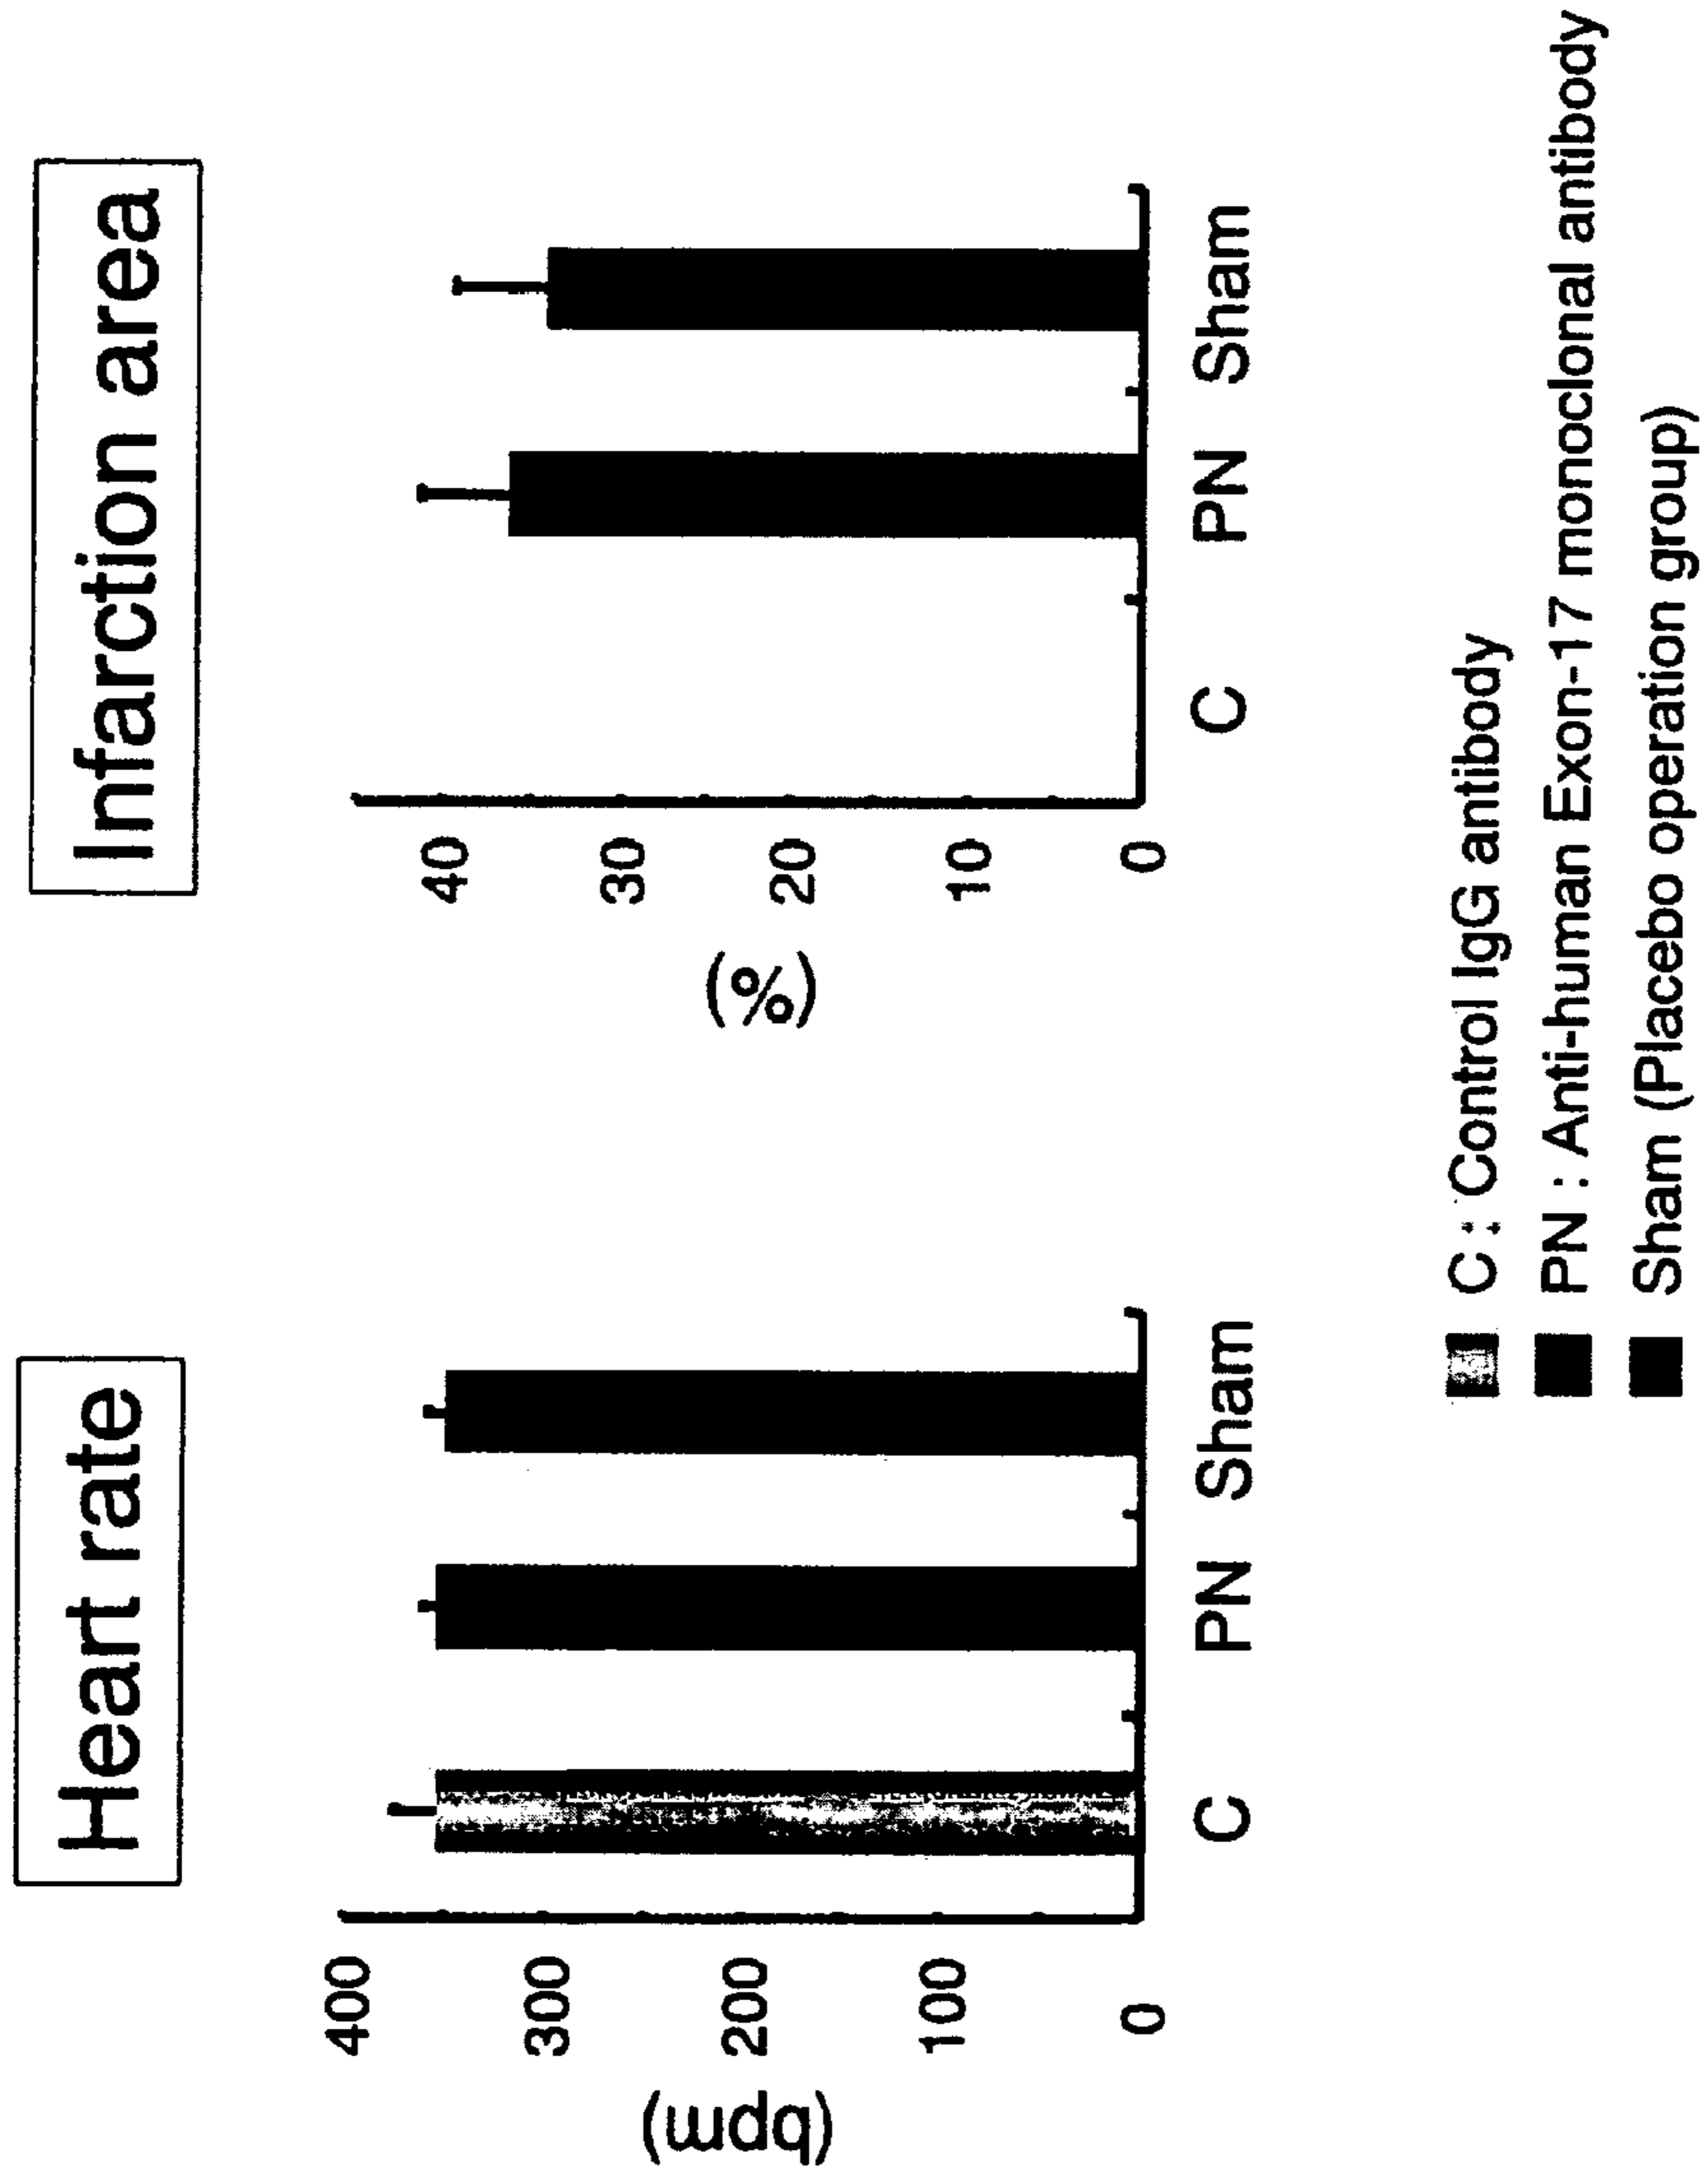 Heart rate
(bpm)
400
300
200
100
0
C PN Sham
Infarction area
(%)
40
30
20
10
0
C PN Sham
C : Control IgG antibody
PN : Anti-human Exon-17 monoclonal antibody
Sham (Placebo operation group)